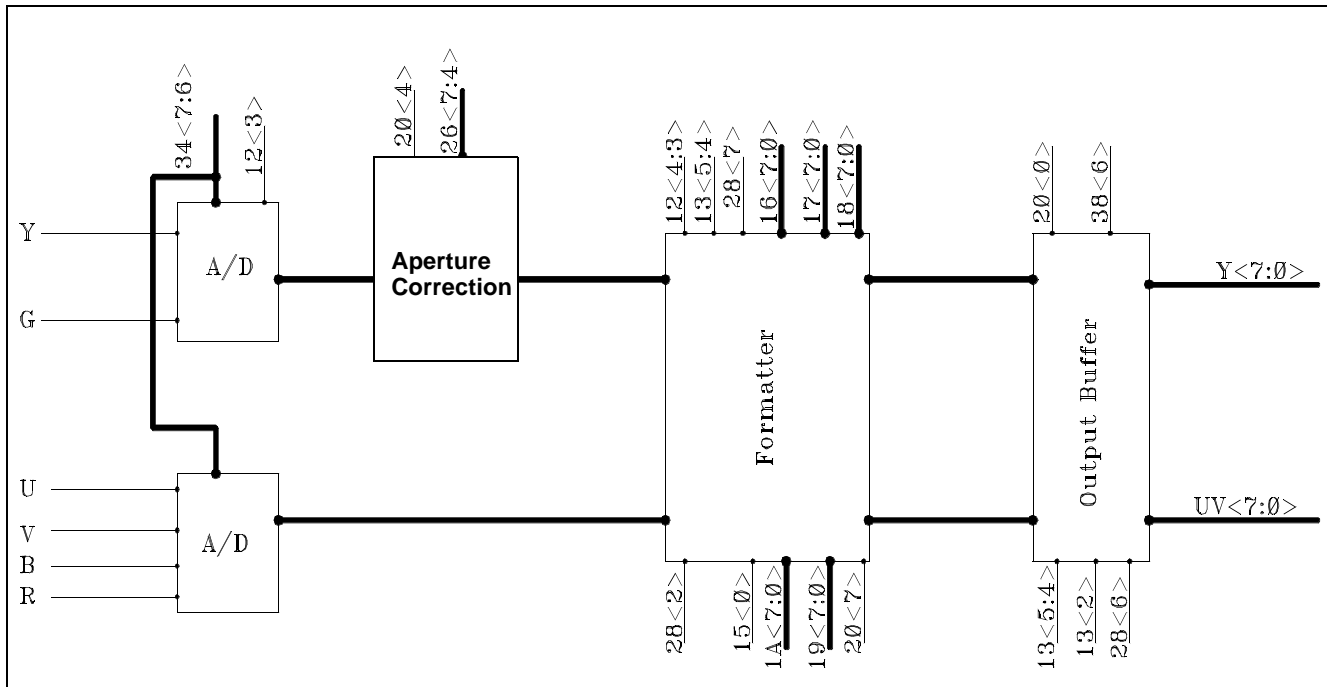 34<7:6>
12<3>
20<4>
26<7:4>
12<4:3>
13<5:4>
28<7>
16<7:0>
17<7:0>
18<7:0>
20<0>
38<6>
Y
G
A/D
Aperture
Correction
Formatter
Output Buffer
Y<7:0>
U
V
B
R
A/D
UV<7:0>
28<2>
15<0>
1A<7:0>
19<7:0>
20<7>
13<5:4>
13<2>
28<6>